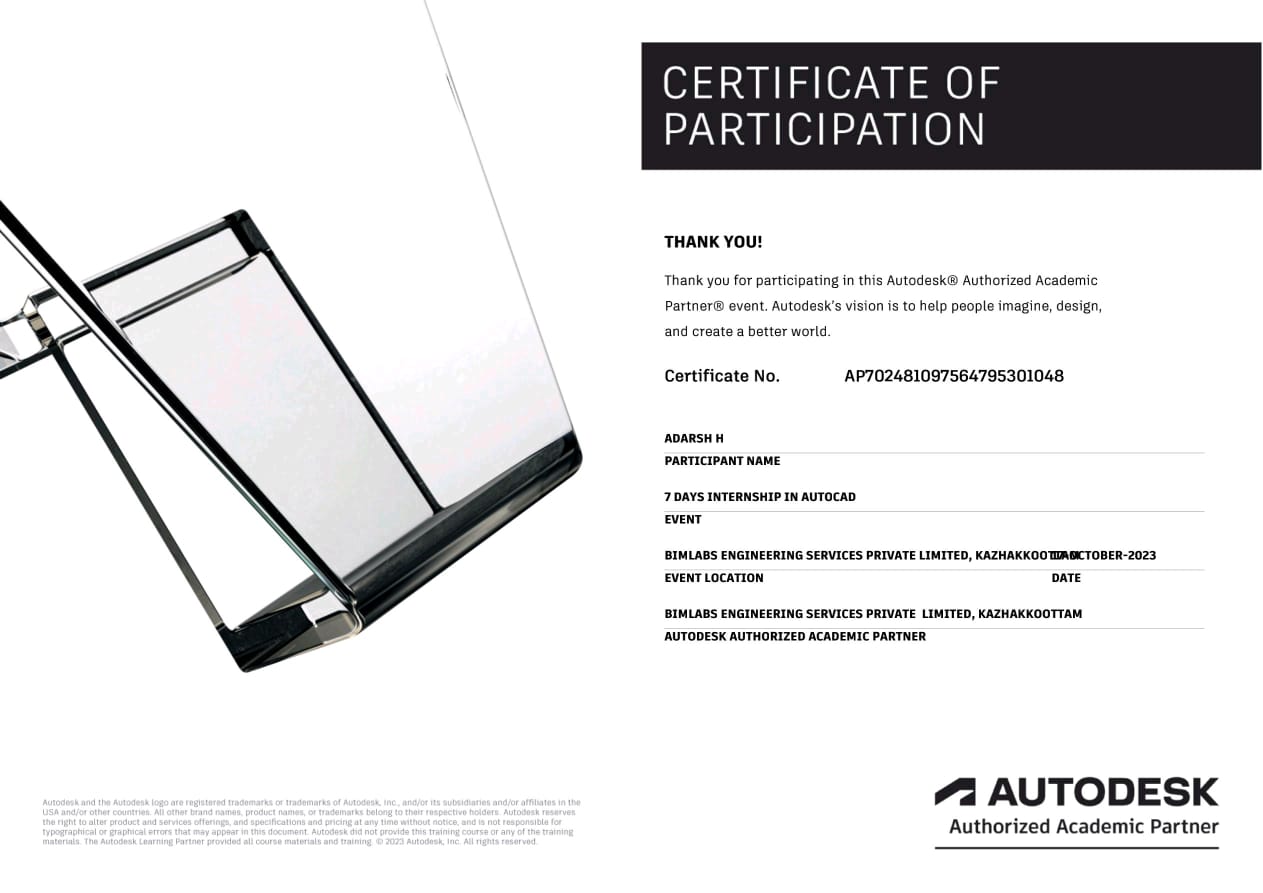 CERTIFICATE OF
PARTICIPATION
THANK YOU!
Thank you for participating in this Autodesk® Authorized Academic
Partner® event. Autodesk's vision is to help people imagine, design,
and create a better world.
Certificate No. AP702481097564795301048
ADARSH H
PARTICIPANT NAME
7 DAYS INTERNSHIP IN AUTOCAD
EVENT
BIMLABS ENGINEERING SERVICES PRIVATE LIMITED, KAZHAKKOOTTAM OCTOBER-2023
EVENT LOCATION DATE
BIMLABS ENGINEERING SERVICES PRIVATE LIMITED, KAZHAKKOOTTAM
AUTODESK AUTHORIZED ACADEMIC PARTNER
Autodesk and the Autodesk logo are registered trademarks or trademarks of Autodesk, Inc., and/or its subsidiaries and/or affiliates in the
USA and/or other countries. All other brand names, product names, or trademarks belong to their respective holders. Autodesk reserves
the right to alter product and services offerings, and specifications and pricing at any time without notice, and is not responsible for
typographical or graphical errors that may appear in this document. Autodesk did not provide this training course or any of the training
materials. The Autodesk Learning Partner provided all course materials and training © 2023 Autodesk, Inc. All rights reserved.
AUTODESK
Authorized Academic Partner